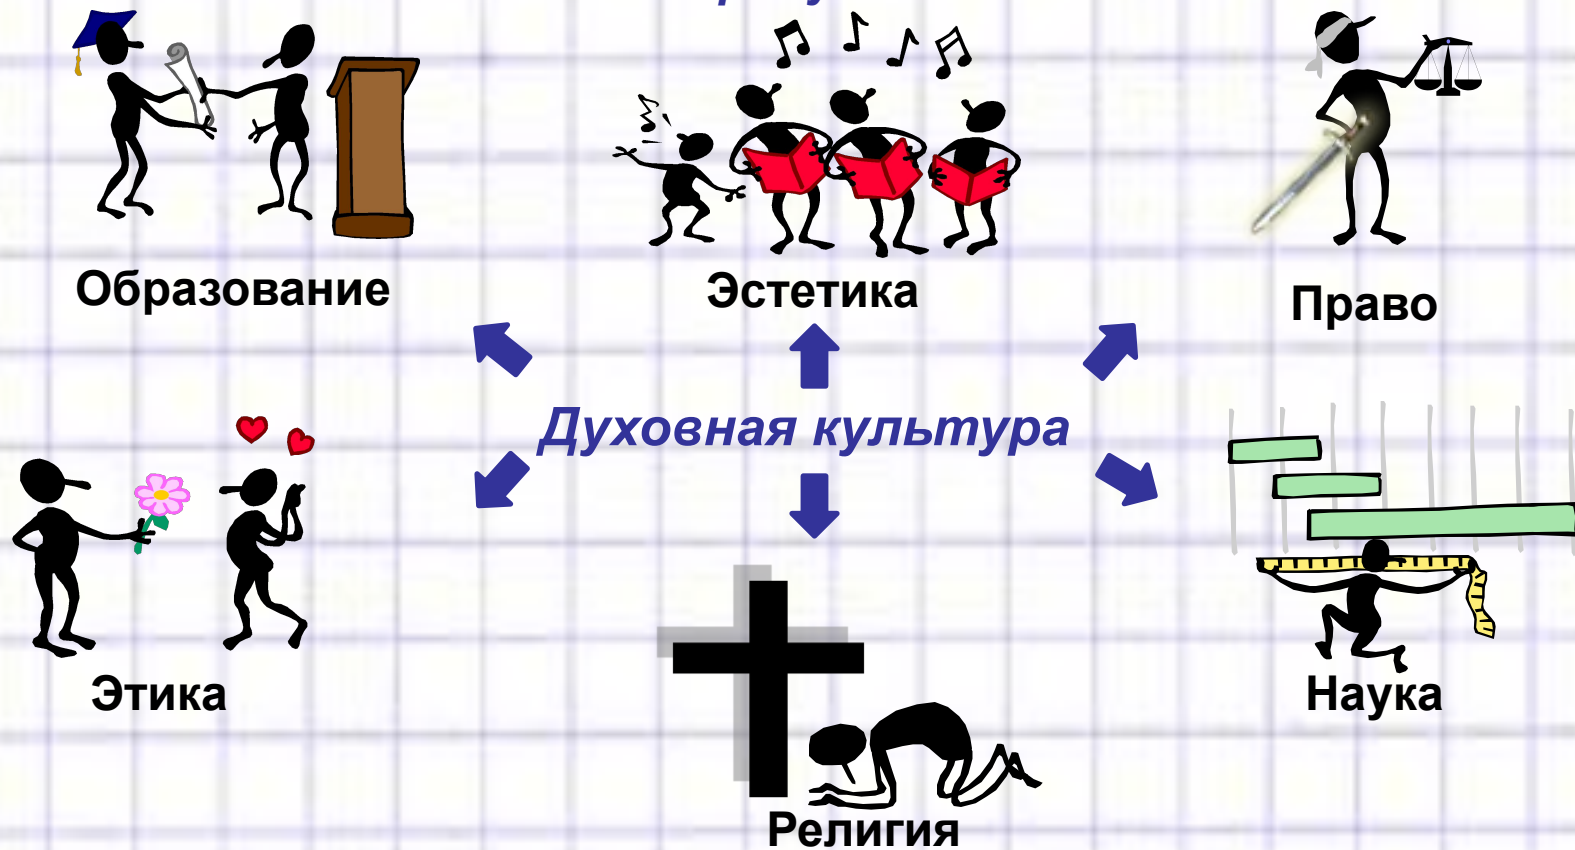 Образование
Эстетика
Право
Духовная культура
Этика
Наука
Религия